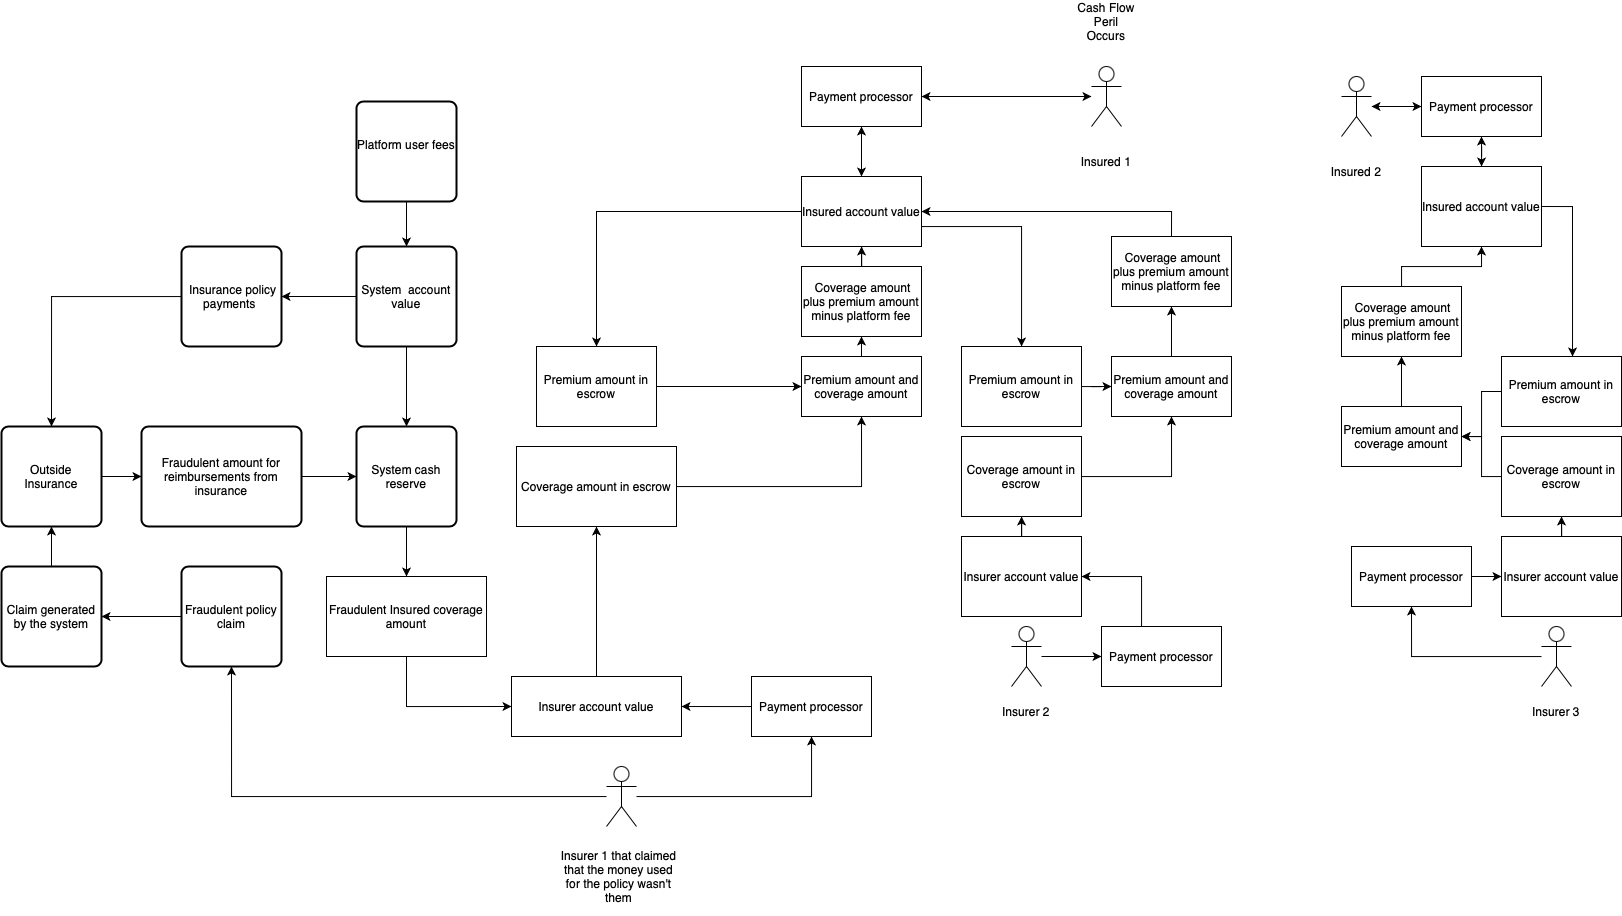 Cash Flow
Peril
Occurs
Payment processor
Insured 1
Payment processor
Insured 2
Platform user fees
Insured account value
Insured account value
Insurance policy
payments
System account
value
Coverage amount
plus premium amount
minus platform fee
Coverage amount
plus premium amount
minus platform fee
Coverage amount
plus premium amount
minus platform fee
Premium amount in
escrow
Premium amount and
coverage amount
Premium amount in
escrow
Premium amount and
coverage amount
Premium amount in
escrow
Premium amount and
coverage amount
Outside
Insurance
Fraudulent amount for
reimbursements from
insurance
System cash
reserve
Coverage amount in escrow
Coverage amount in
escrow
Coverage amount in
escrow
Claim generated
by the system
Fraudulent policy
claim
Fraudulent Insured coverage
amount
Insurer account value
Payment processor
Insurer account value
Payment processor
Insurer 2
Insurer 3
Insurer account value
Payment processor
Insurer 1 that claimed
that the money used
for the policy wasn't
them